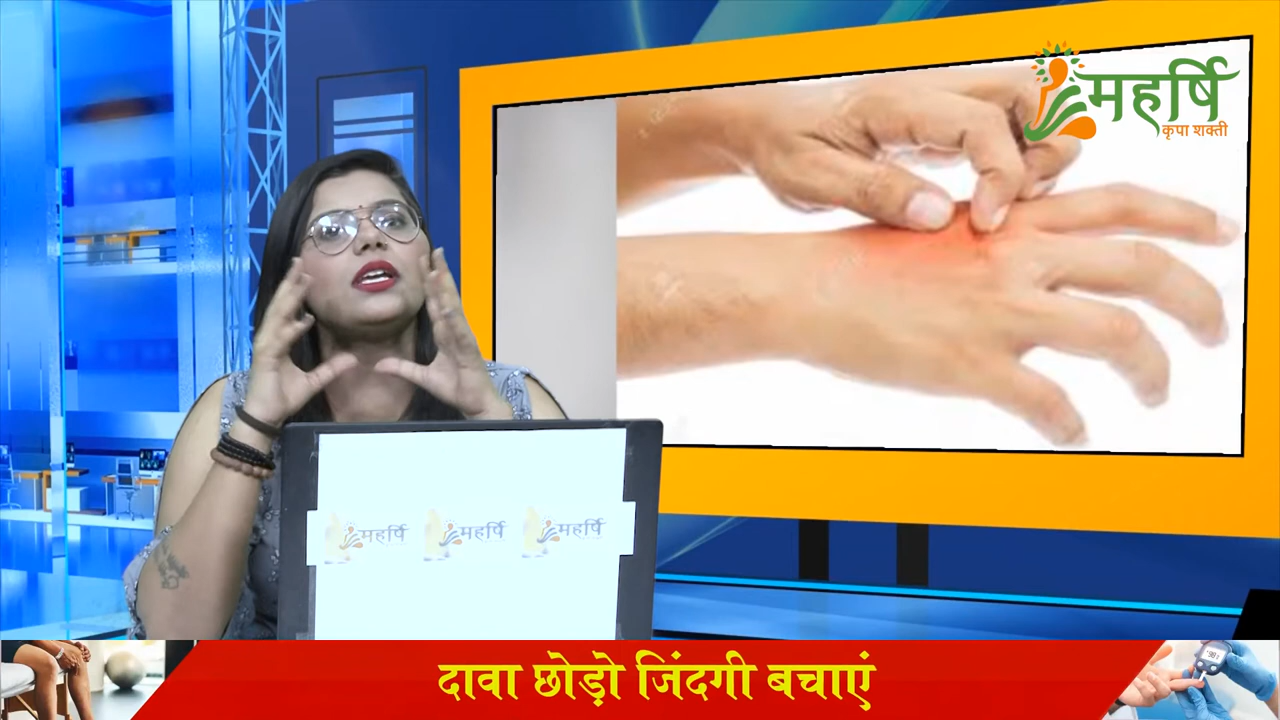 महर्षि
कृपा शक्ती
महर्षि महर्षि महर्षि
दावा छोड़ो जिंदगी बचाएं